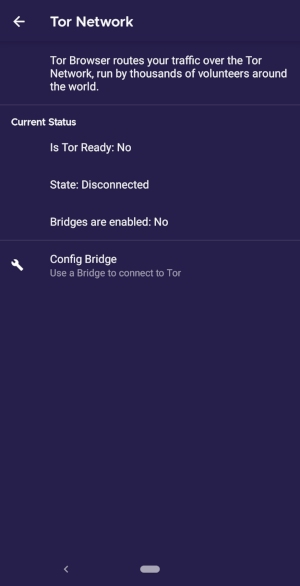 Tor Network
Tor Browser routes your traffic over the Tor
Network, run by thousands of volunteers around
the world.
Current Status
Is Tor Ready: No
State: Disconnected
Bridges are enabled: No
Config Bridge
Use a Bridge to connect to Tor